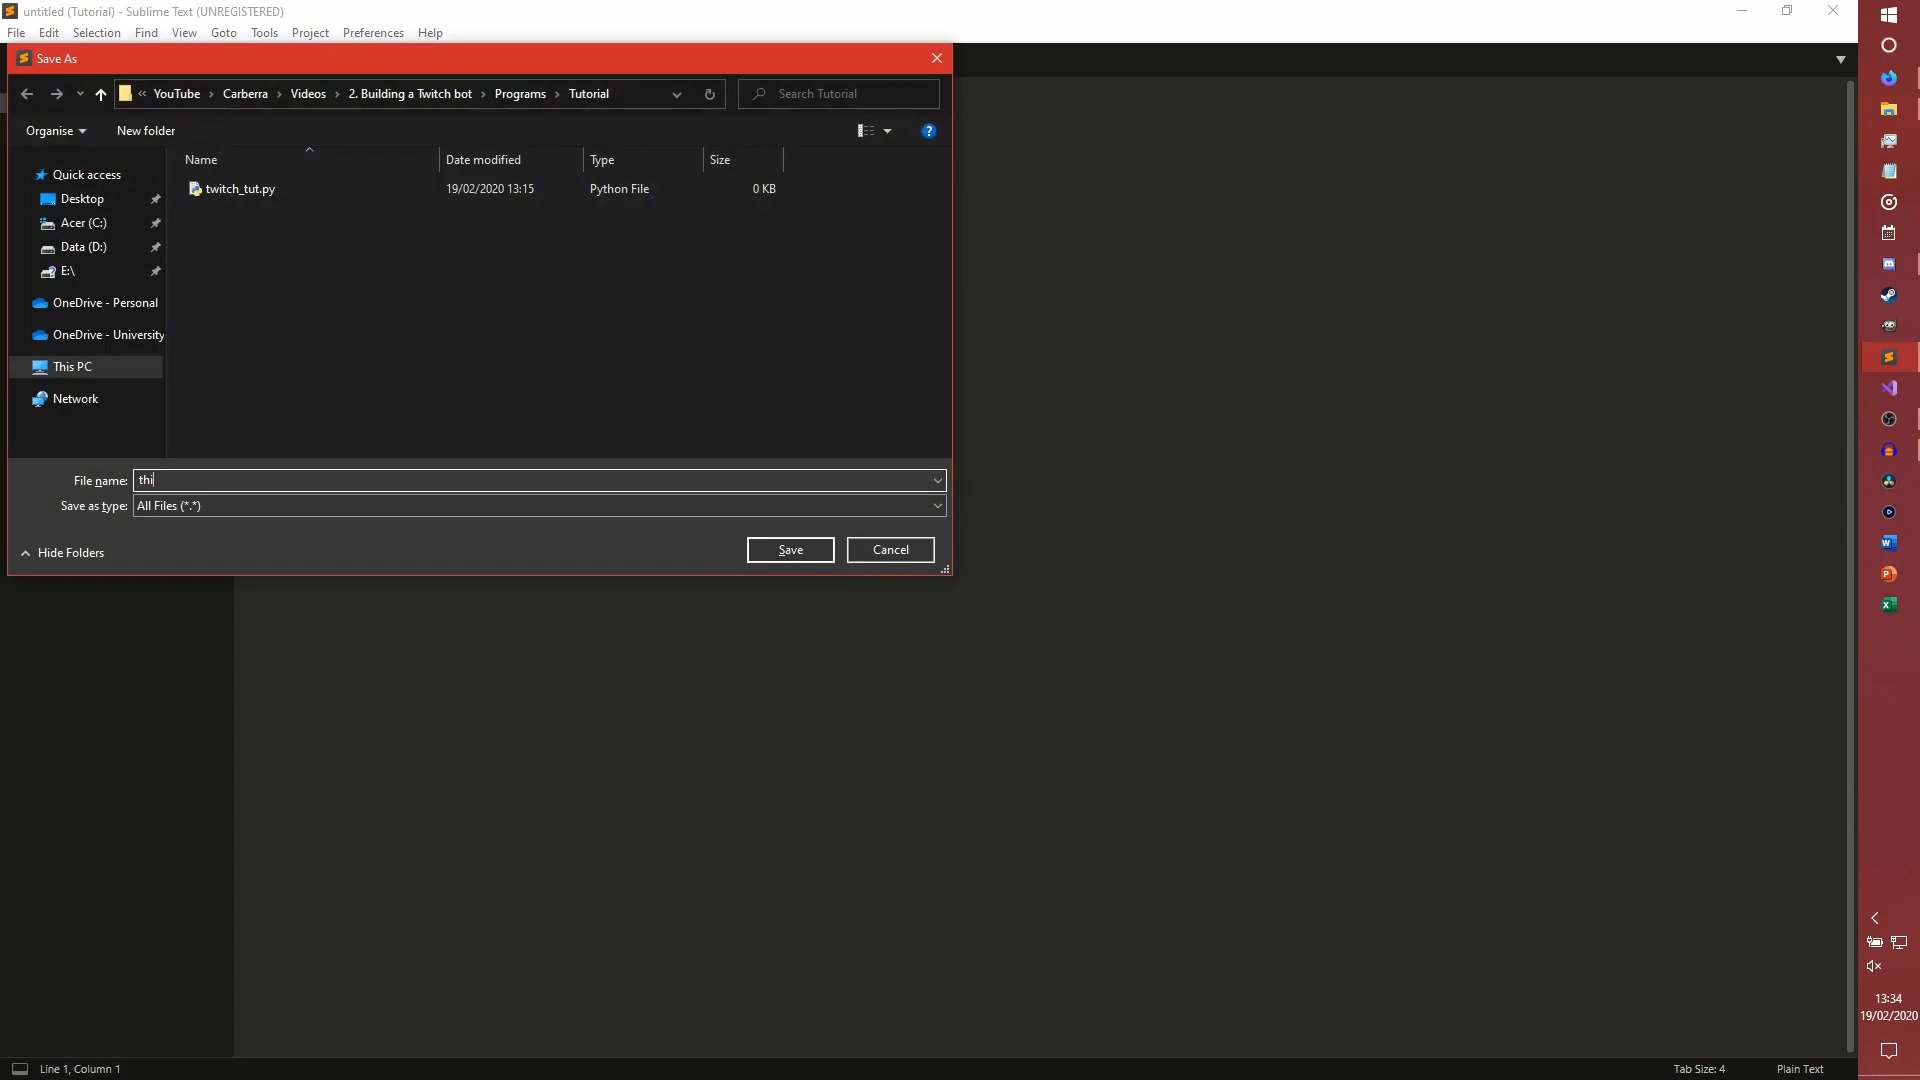 untitled (Tutorial) - Sublime Text (UNREGISTERED)
File Edit Selection Find View Goto Tools Project Preferences Help
Save As
« YouTube › Carberra › Videos › 2. Building a Twitch bot › Programs › Tutorial
Search Tutorial
Organise New folder
Name Date modified Type Size
twitch_tut.py 19/02/2020 13:15 Python File 0 KB
Quick access
Desktop
Acer (C:)
Data (D:)
E:\
OneDrive - Personal
OneDrive - University
This PC
Network
File name: thi
Save as type: All Files (*.*)
Hide Folders
Save Cancel
13:34
19/02/2020
Line 1, Column 1
Tab Size: 4 Plain Text